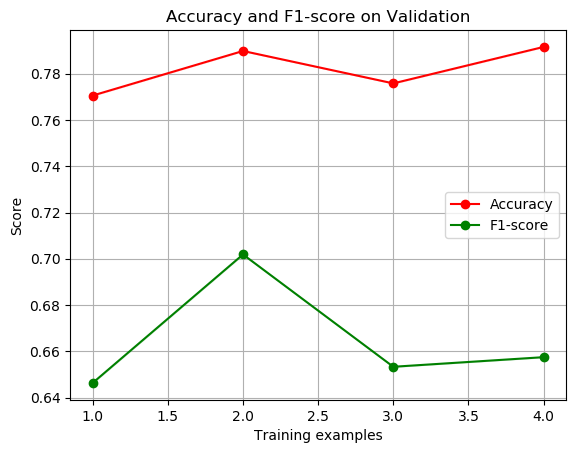 Accuracy and F1-score on Validation
0.78
0.76
0.74
0.72
0.70
0.68
0.66
0.64
Score
Accuracy
F1-score
1.0 1.5 2.0 2.5 3.0 3.5 4.0
Training examples